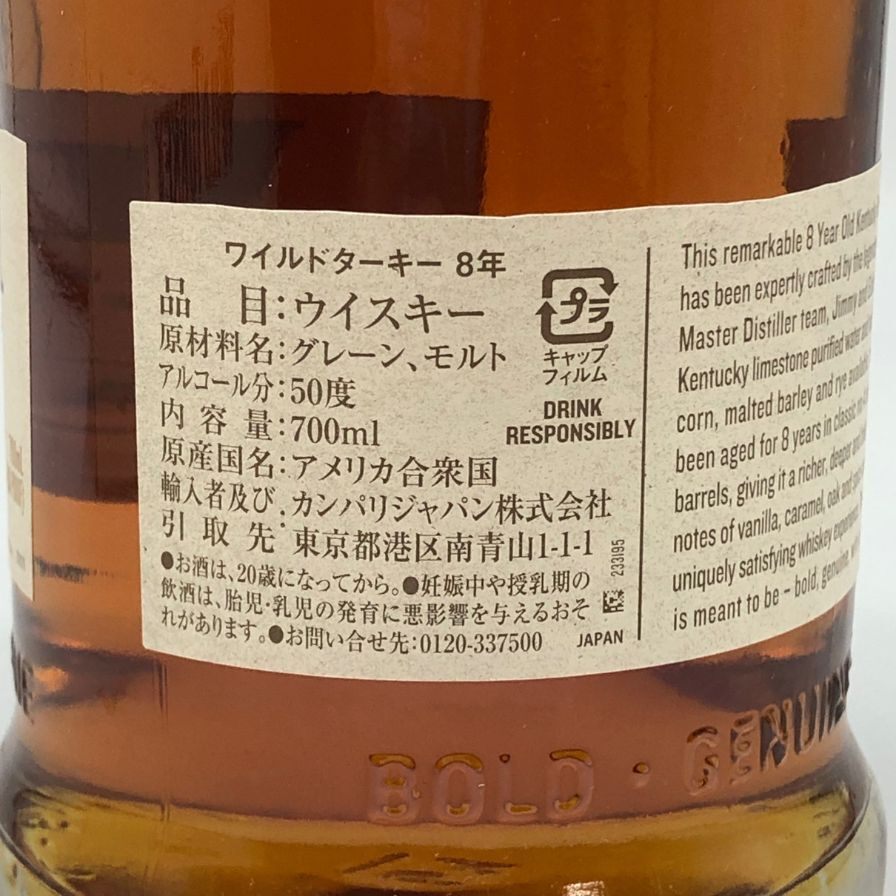 ワイルドターキー 8年
品目：ウイスキー
原材料名：グレーン、モルト
アルコール分：50度
内容量：700ml
原産国名：アメリカ合衆国
輸入者及び：カンパリジャパン株式会社
引取先：東京都港区南青山1-1-1
●お酒は、20歳になってから。●妊娠中や授乳期の
飲酒は、胎児・乳児の発育に悪影響を与えるおそ
れがあります。●お問い合せ先：0120-337500
プラ
キャップ
フィルム
DRINK
RESPONSIBLY
233195
JAPAN
This remarkable 8 Year Old Kentucky
has been expertly crafted by the
Master Distiller team, Jimmy and
Kentucky limestone purified water and
corn, malted barley and rye
been aged for 8 years in classic
barrels, giving it a richer, deeper
notes of vanilla, caramel, oak and
uniquely satisfying whiskey
is meant to be – bold, genuine,
BOLD · GENUINE